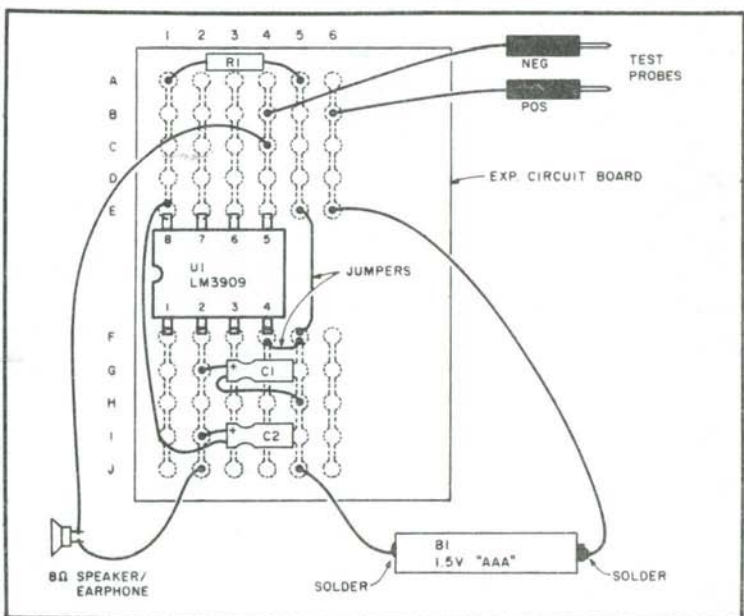 1 2 3 4 5 6
R1
A
NEG
TEST
PROBES
B
POS
C
D
EXP. CIRCUIT BOARD
E
8 7 6 5
U1
LM3909
JUMPERS
1 2 3 4
F
G
+ C1
H
I
+ C2
J
8Ω SPEAKER/
EARPHONE
B1
1.5V "AAA"
SOLDER
SOLDER